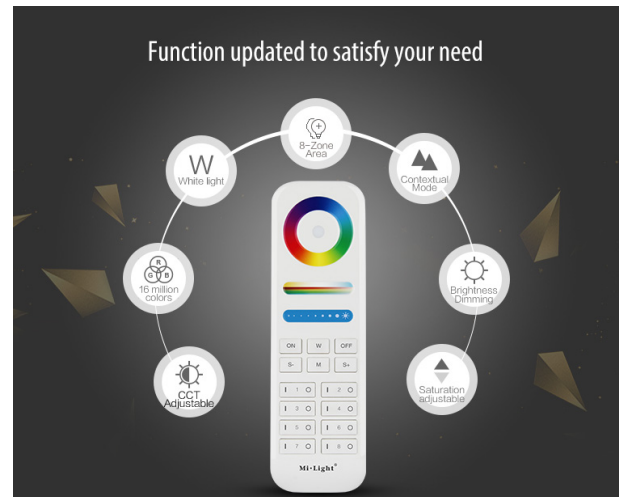 Function updated to satisfy your need
8-Zone
Area
W
White light
Contextual
Mode
R
G B
16 million
colors
Brightness
Dimming
CCT
Adjustable
Saturation
adjustable
ON W OFF
S- M S+
I 1 O I 2 O
I 3 O I 4 O
I 5 O I 6 O
I 7 O I 8 O
Mi·Light®